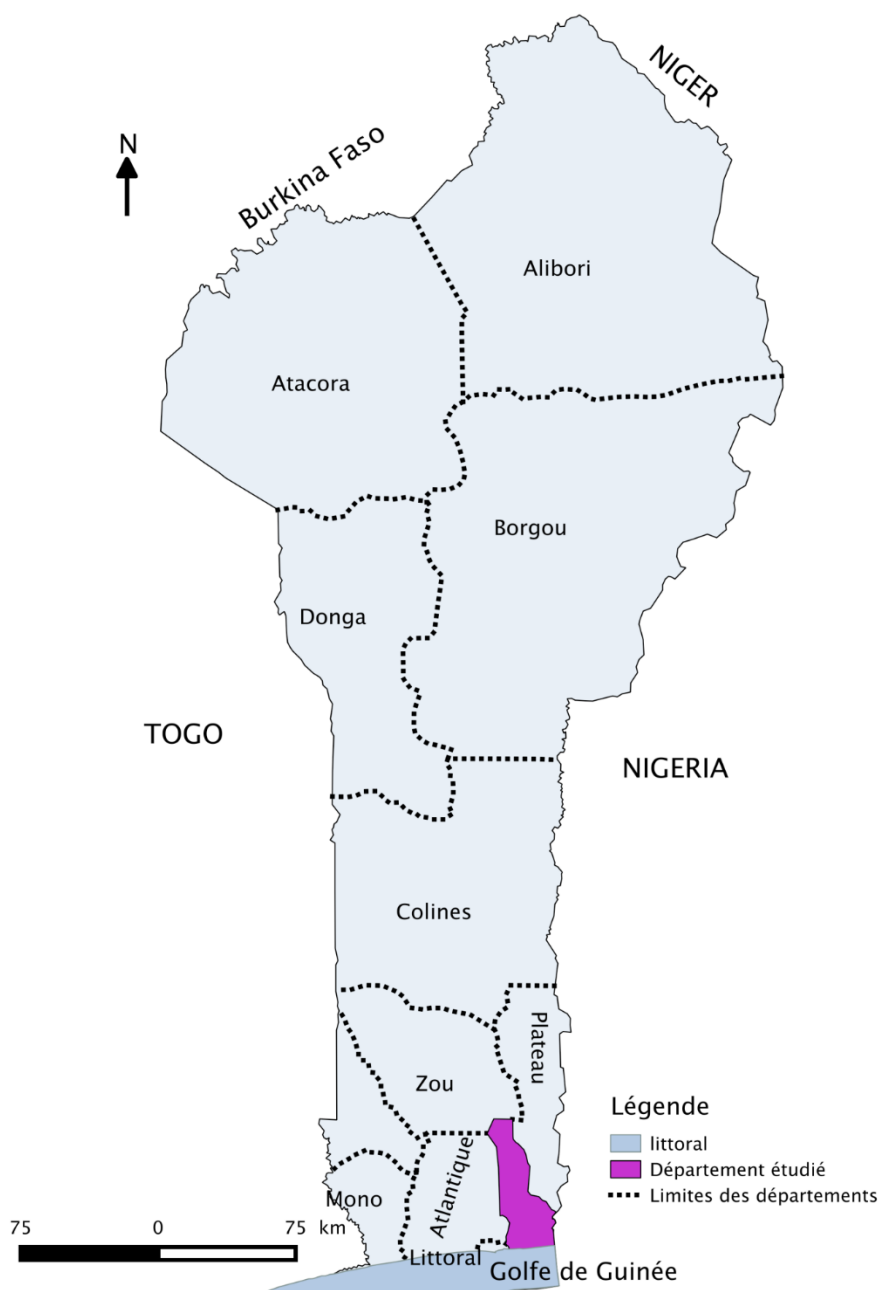 N
NIGER
Burkina Faso
Alibori
Atacora
Borgou
Donga
TOGO
NIGERIA
Colines
Plateau
Zou
Atlantique
Mono
Littoral
Golfe de Guinée
75 0 75 km
Légende
littoral
Département étudié
Limites des départements